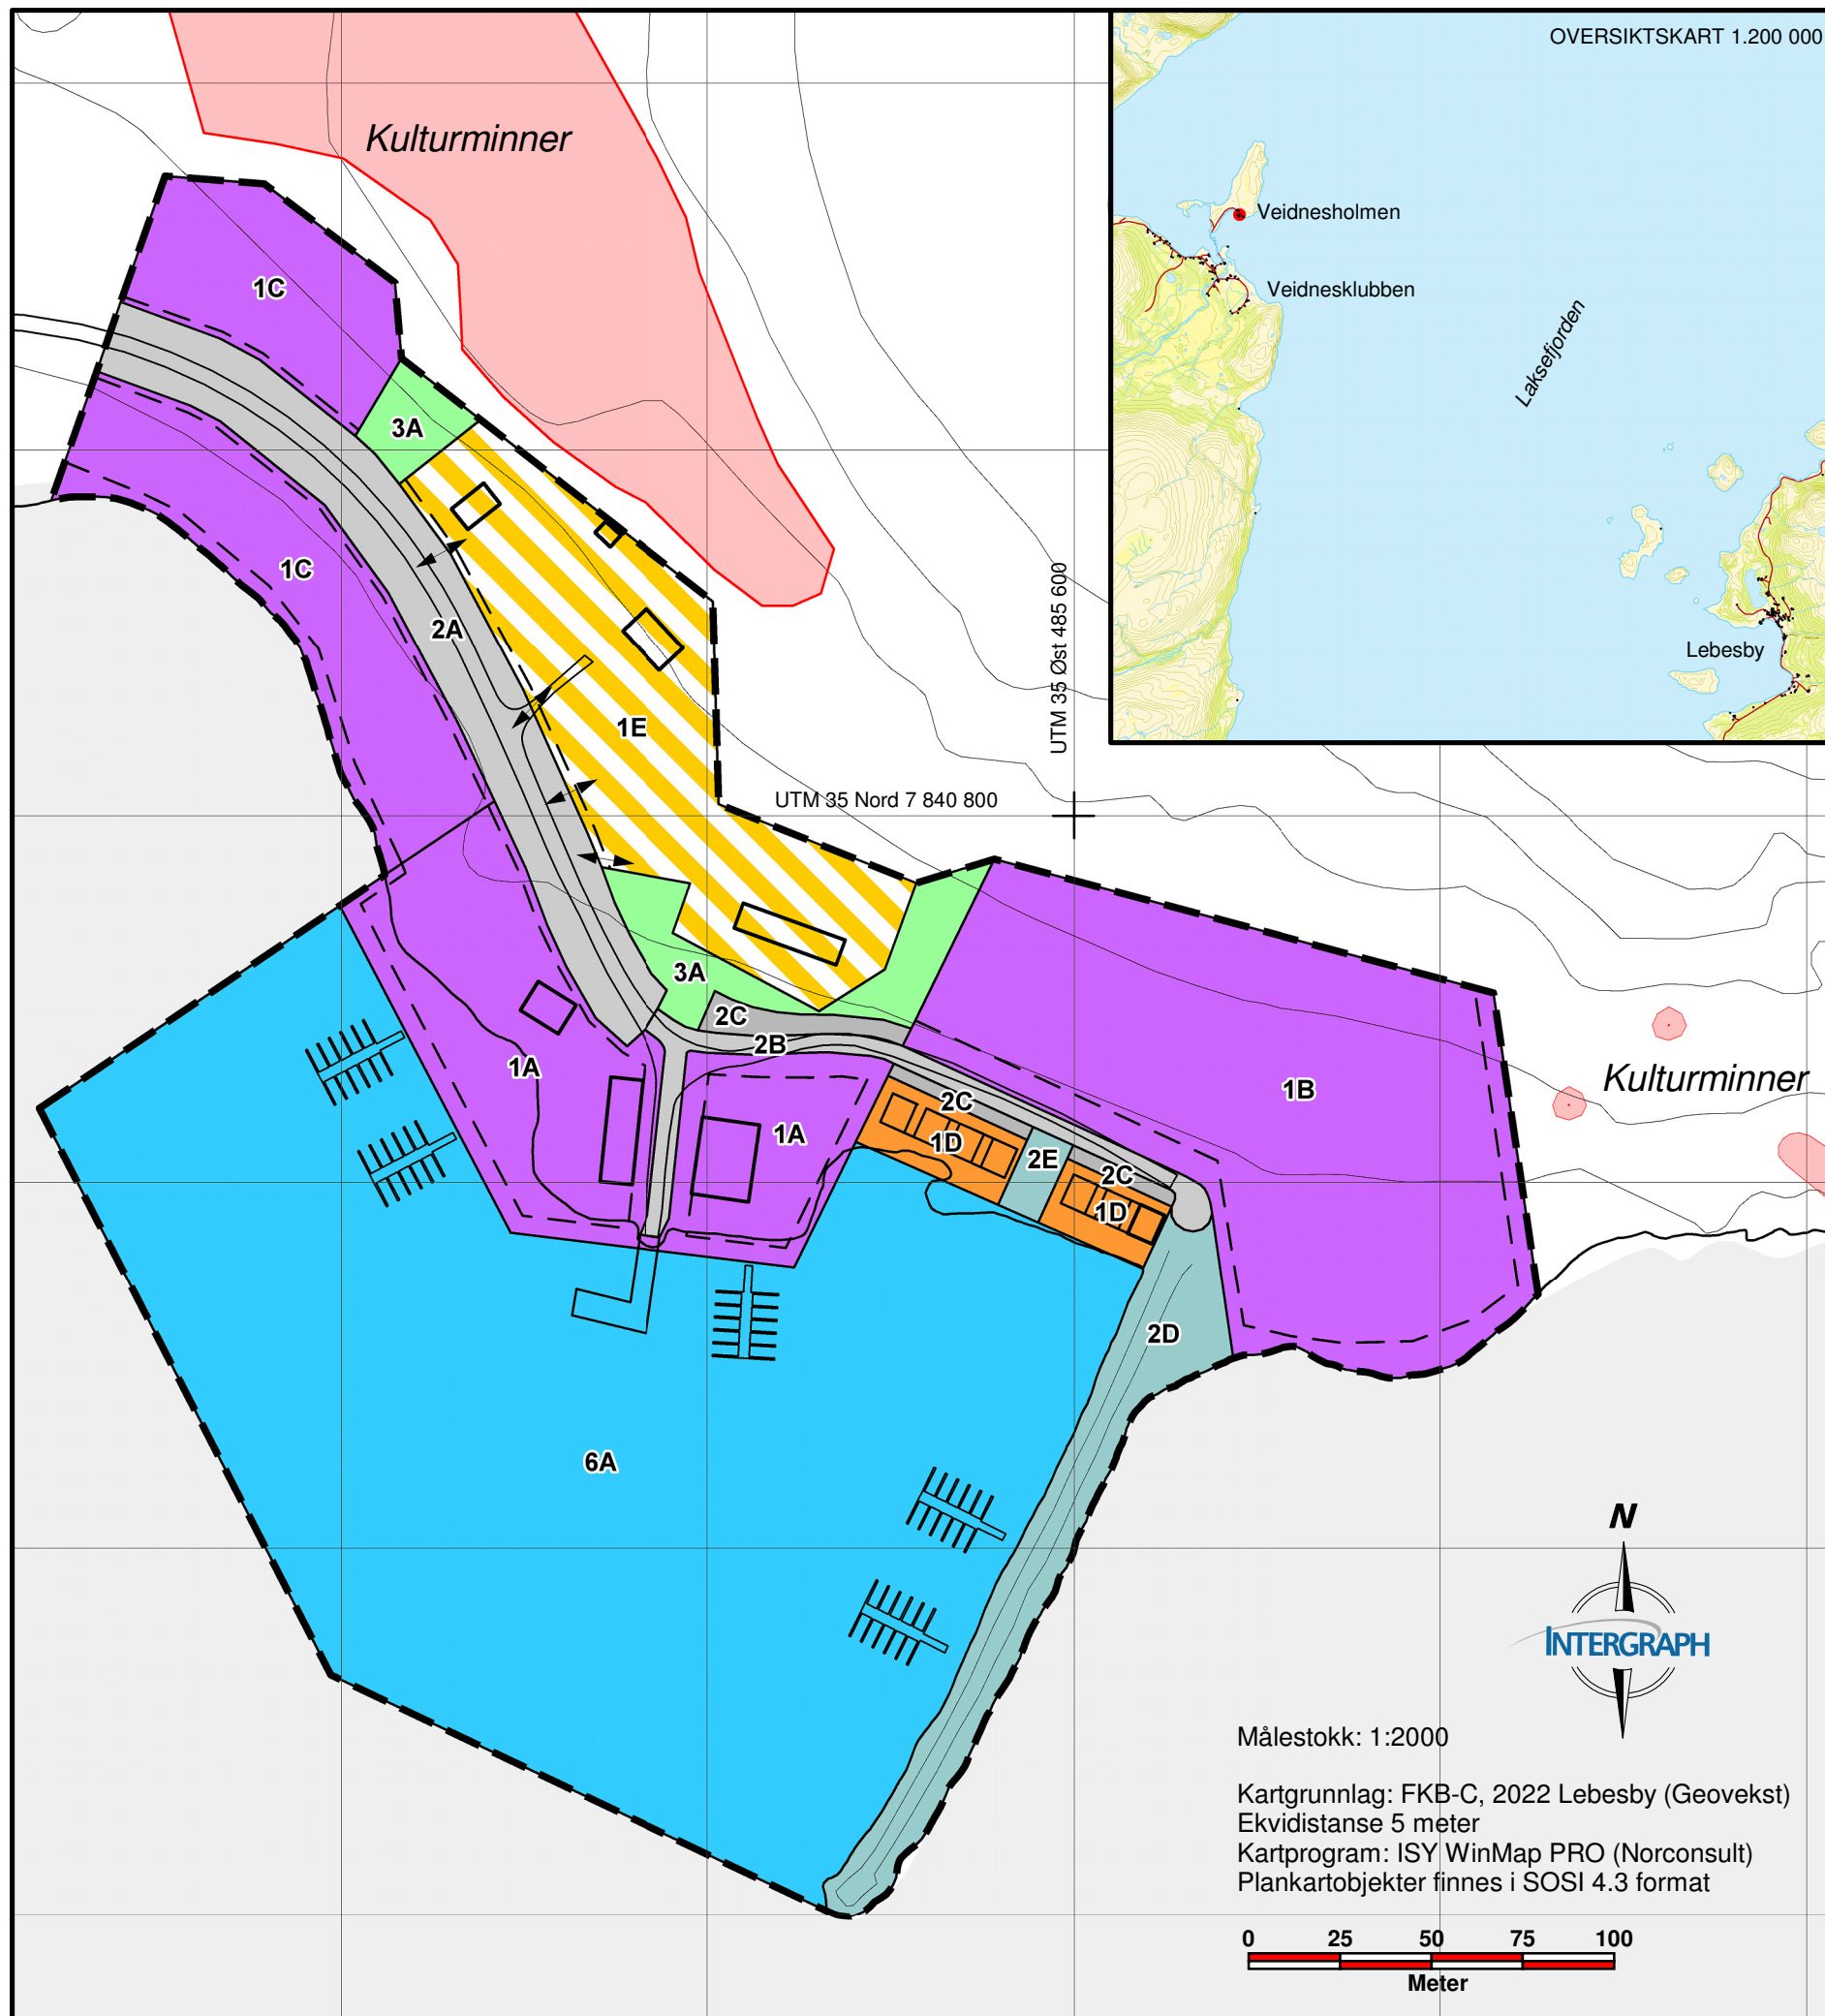 OVERSIKTSKART 1.200 000
Kulturminner
Veidnesholmen
Veidnesklubben
Laksefjorden
Lebesby
1C
3A
1C
2A
1E
UTM 35 Øst 485 600
UTM 35 Nord 7 840 800
3A
2C
2B
1A
1A
2C
1D
2E
2C
1D
1B
Kulturminner
2D
6A
N
INTERGRAPH
Målestokk: 1:2000
Kartgrunnlag: FKB-C, 2022 Lebesby (Geovekst)
Ekvidistanse 5 meter
Kartprogram: ISY WinMap PRO (Norconsult)
Plankartobjekter finnes i SOSI 4.3 format
0 25 50 75 100
Meter